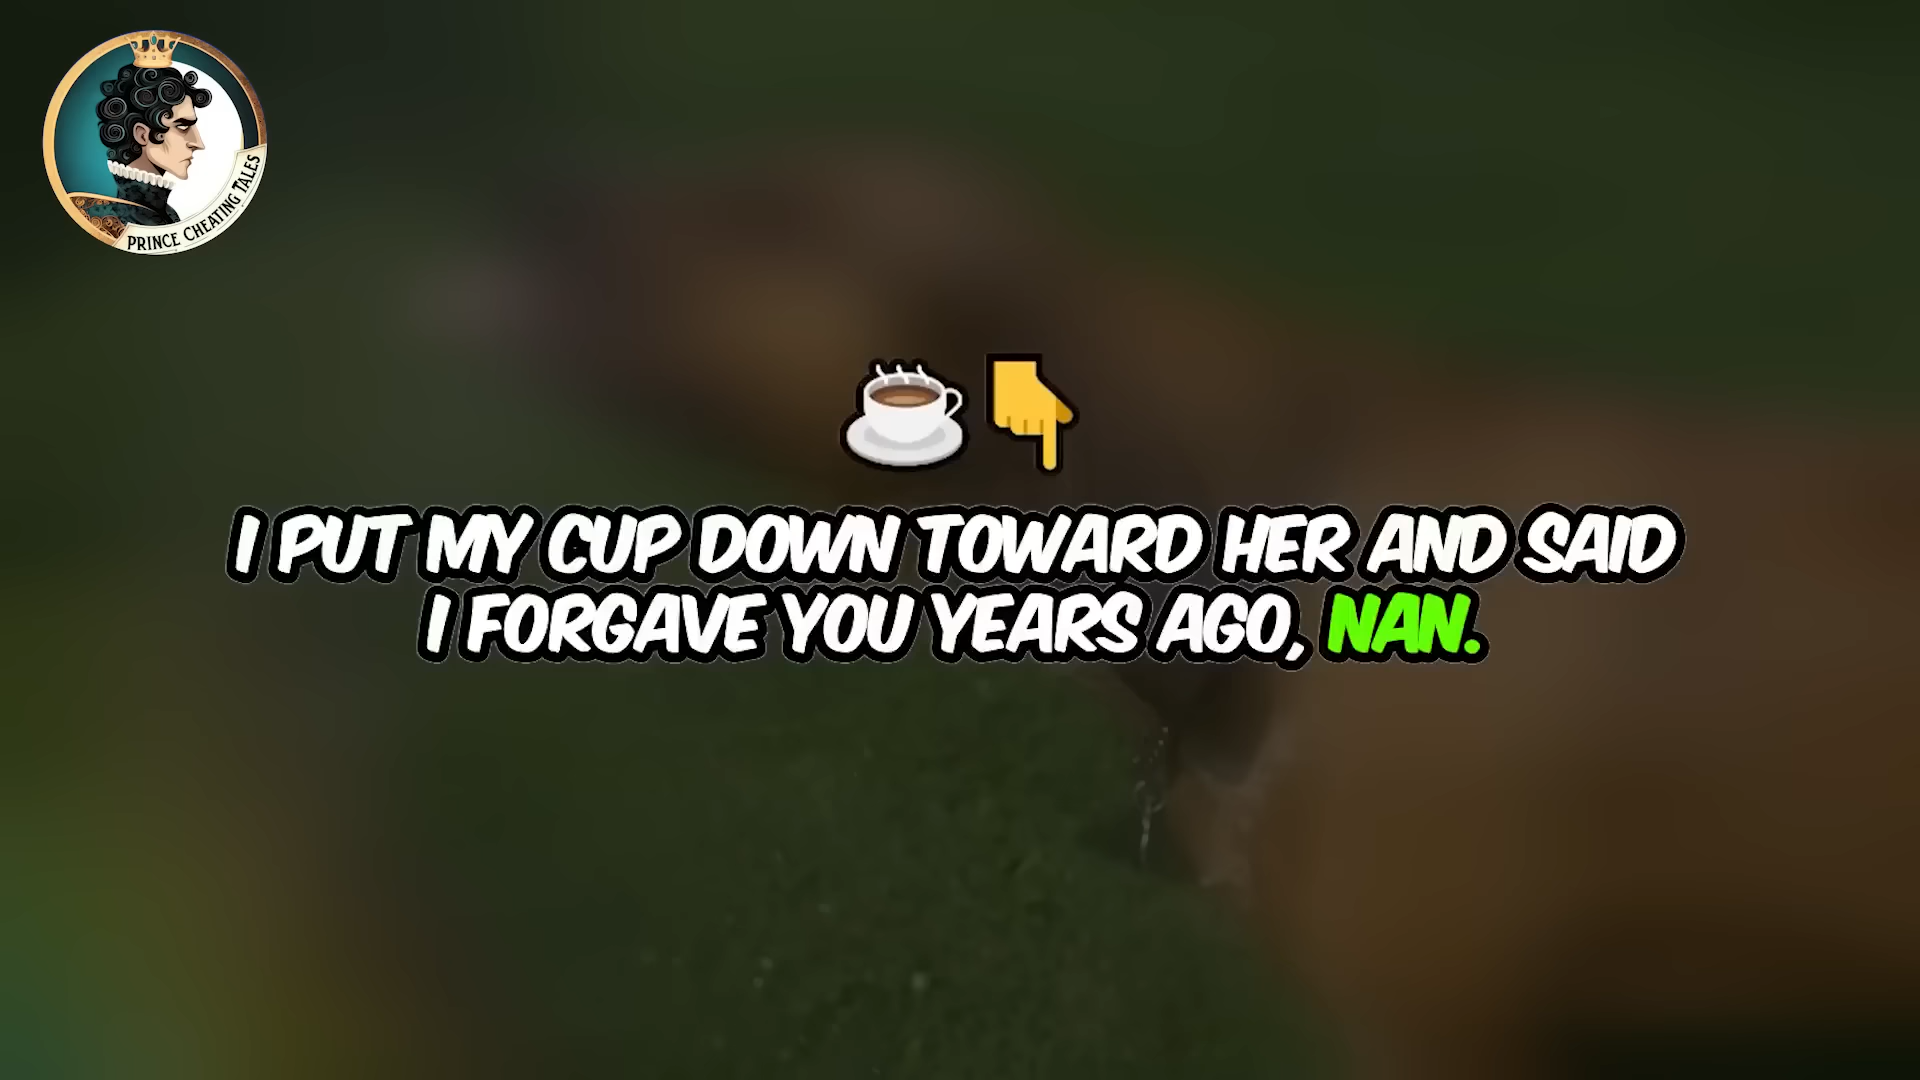 PRINCE CHEATING TALES
I PUT MY CUP DOWN TOWARD HER AND SAID
I FORGAVE YOU YEARS AGO, NAN.